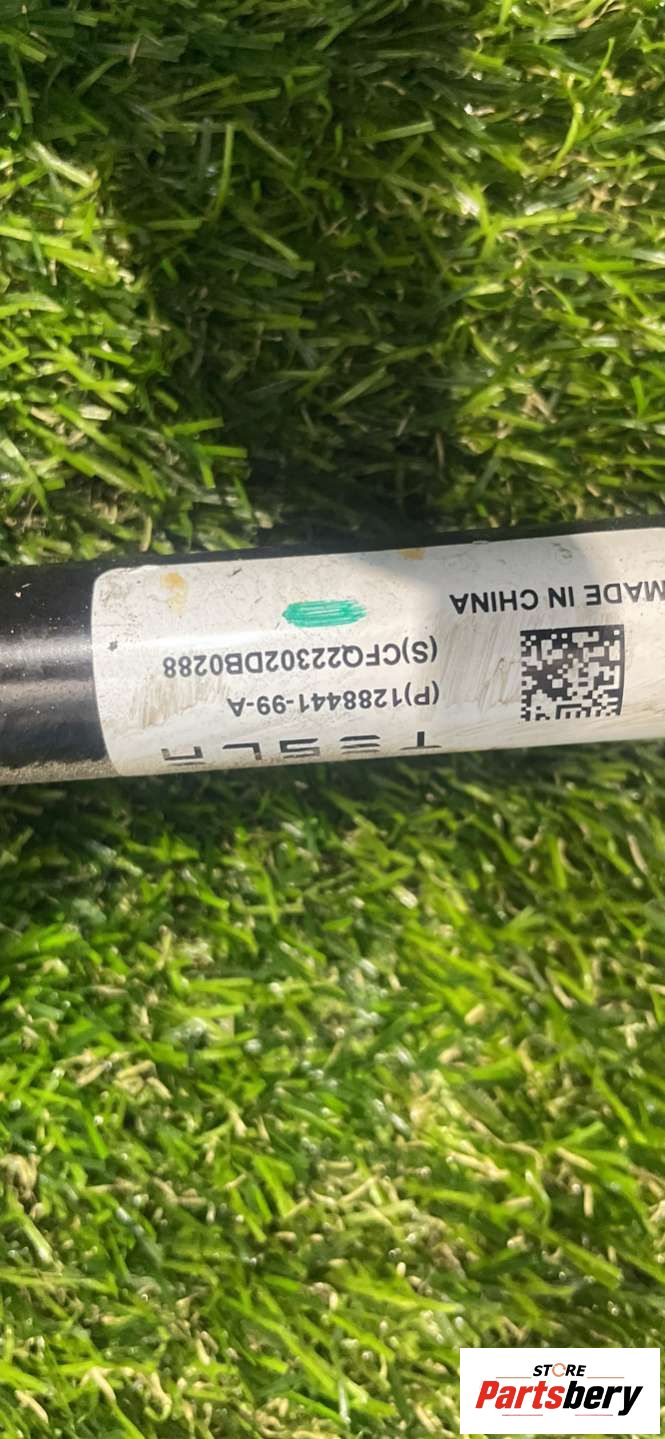 TESLA
(P)1288441-99-A
(S)CFQ22302DB0288
MADE IN CHINA
STORE
Partsbery